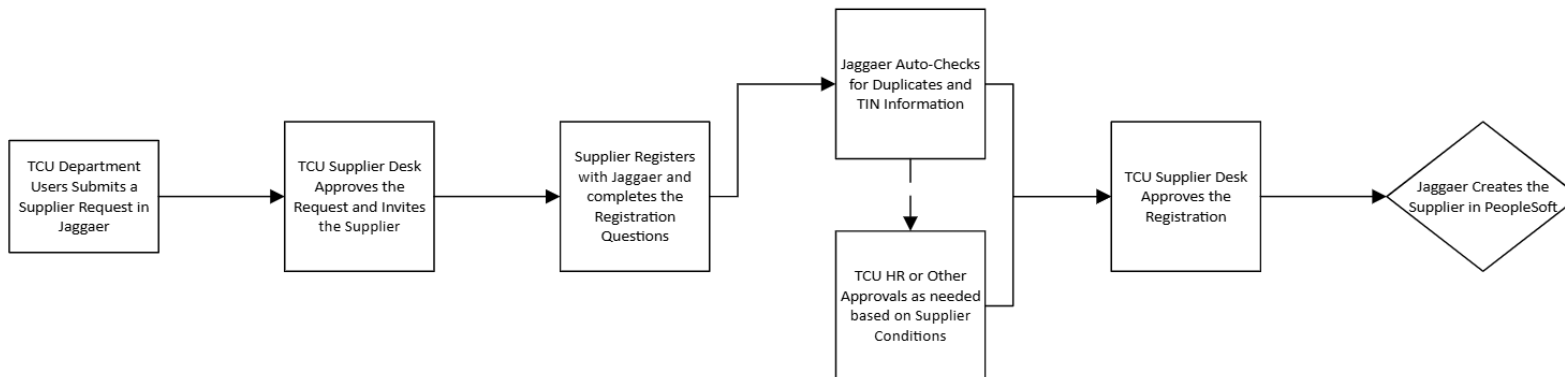 TCU Department
Users Submits a
Supplier Request in
Jaggaer
TCU Supplier Desk
Approves the
Request and Invites
the Supplier
Supplier Registers
with Jaggaer and
completes the
Registration
Questions
Jaggaer Auto-Checks
for Duplicates and
TIN Information
TCU HR or Other
Approvals as needed
based on Supplier
Conditions
TCU Supplier Desk
Approves the
Registration
Jaggaer Creates the
Supplier in PeopleSoft